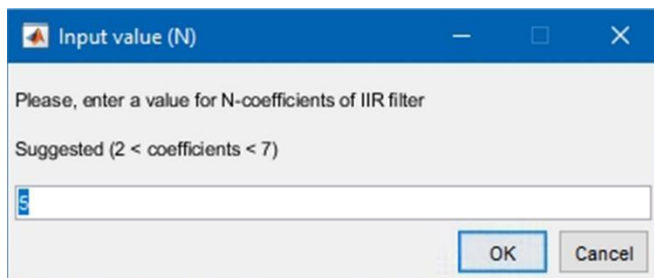 Input value (N)
Please, enter a value for N-coefficients of IIR filter
Suggested (2 < coefficients < 7)
5
OK Cancel